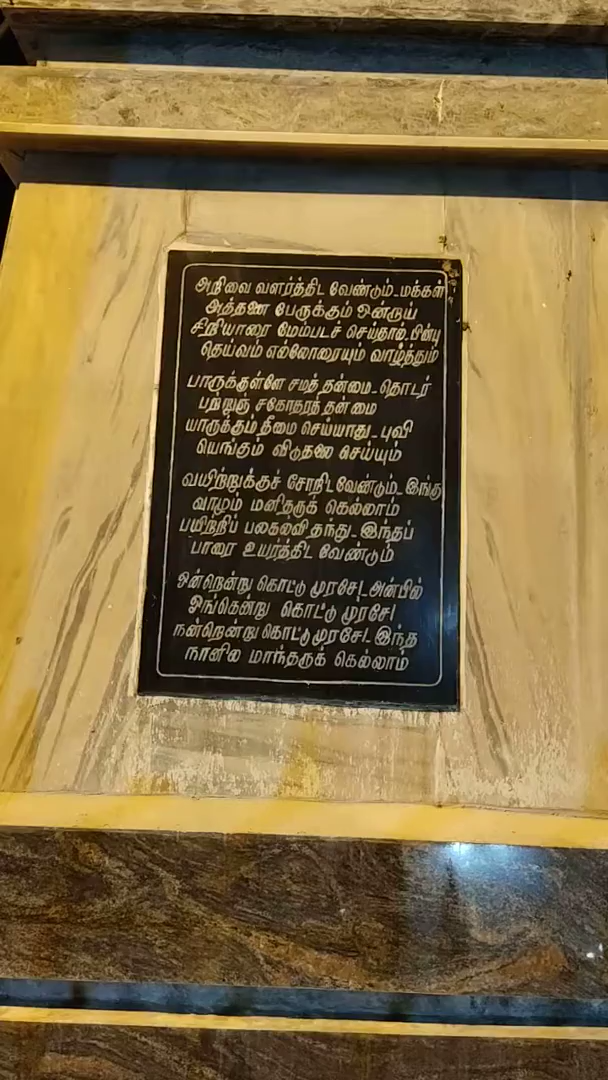 அறிவை வளர்த்திட வேண்டும்_மக்கள்
அத்தனை பேருக்கும் ஒன்றாய்
சிறியாரை மேம்படச் செய்தால்_பின்பு
தெய்வம் எல்லோரையும் வாழ்த்தும்
பாருக்குள்ளே சமத் தன்மை_தொடர்
பற்றுஞ் சகோதரத் தன்மை
யாருக்கும் தீமை செய்யாது_புவி
யெங்கும் விடுதலை செய்யும்
வயிற்றுக்குச் சோறிட வேண்டும்_இங்கு
வாழும் மனிதருக் கெல்லாம்
பயிற்றிப் பலகல்வி தந்து_இந்தப்
பாரை உயர்த்திட வேண்டும்
ஒன்றென்று கொட்டு முரசே!_அன்பில்
ஓங்கென்று கொட்டு முரசே!
நன்றென்று கொட்டு முரசே!_இந்த
நானில மாந்தருக் கெல்லாம்